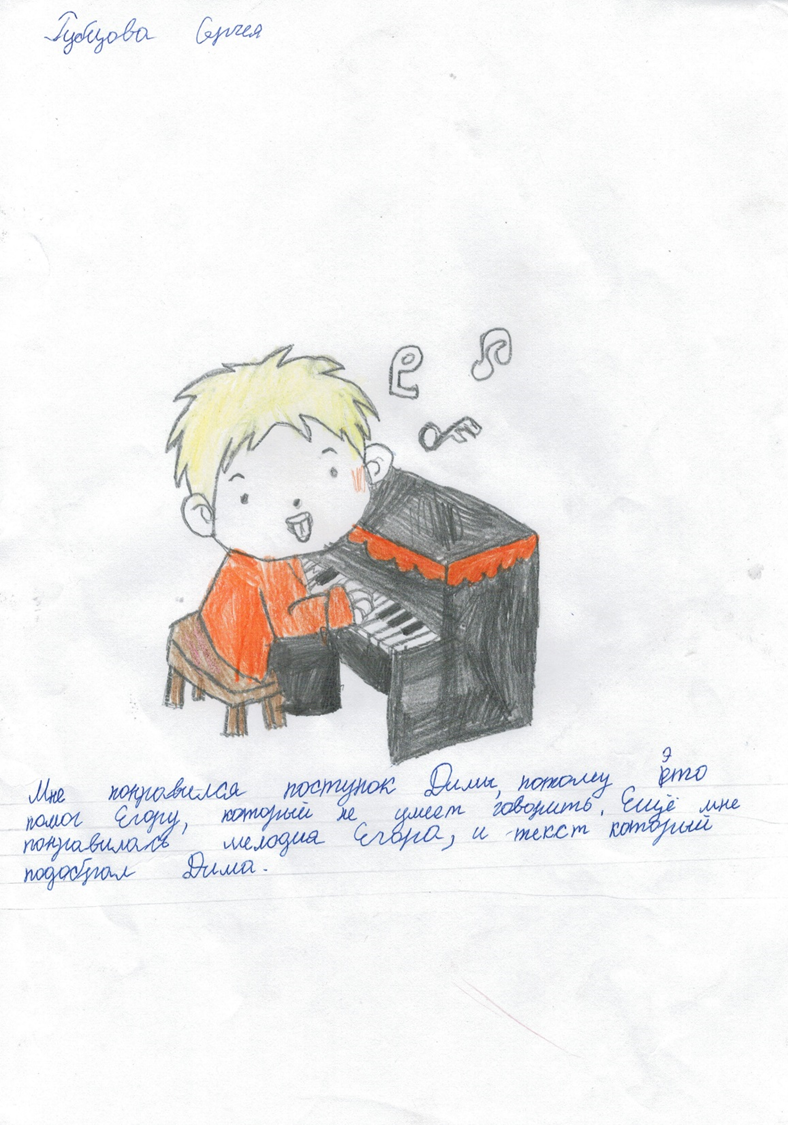 Губцова Сергея
Мне понравился поступок Димы, потому это
помог Егору, который не умеет говорить. Ещё мне
понравилась мелодия Егора, и текст который
подобрал Дима.